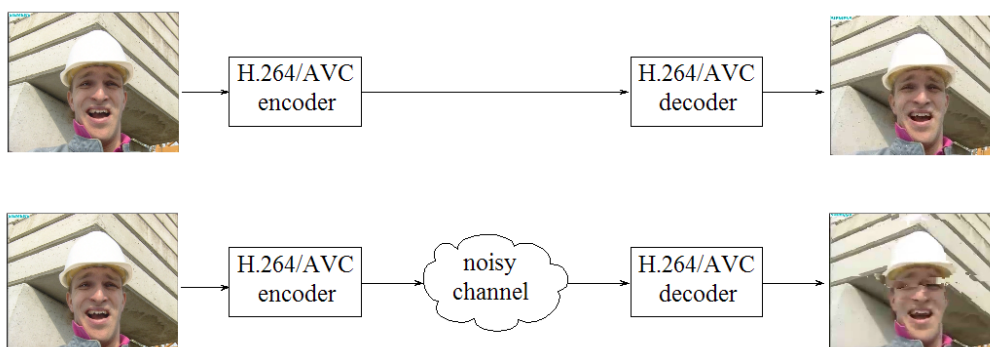 H.264/AVC
encoder
H.264/AVC
decoder
H.264/AVC
encoder
noisy
channel
H.264/AVC
decoder